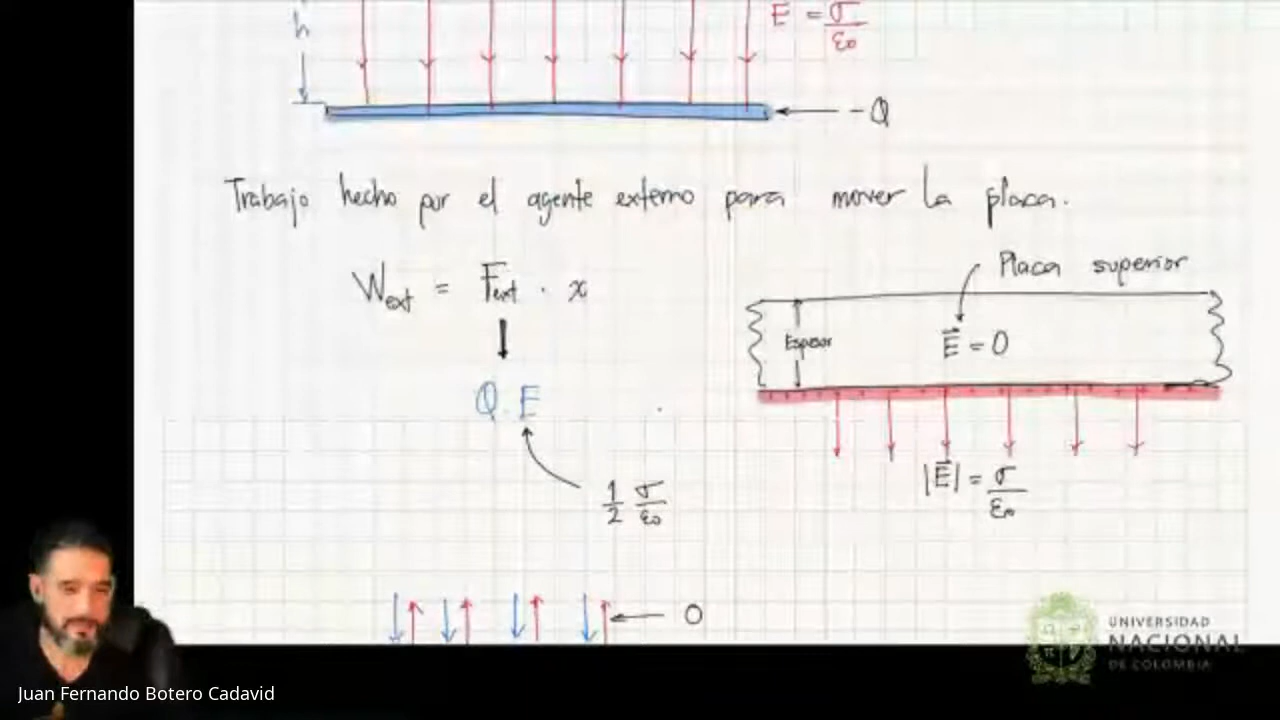 h
E = σ/ε₀
- Q
Trabajo hecho por el agente externo para mover la placa.
Placa superior
W_ext = F_ext · x
Espesor
E⃗ = 0
Q E
|E⃗| = σ/ε₀
1/2 σ/ε₀
0
UNIVERSIDAD
NACIONAL
DE COLOMBIA
Juan Fernando Botero Cadavid